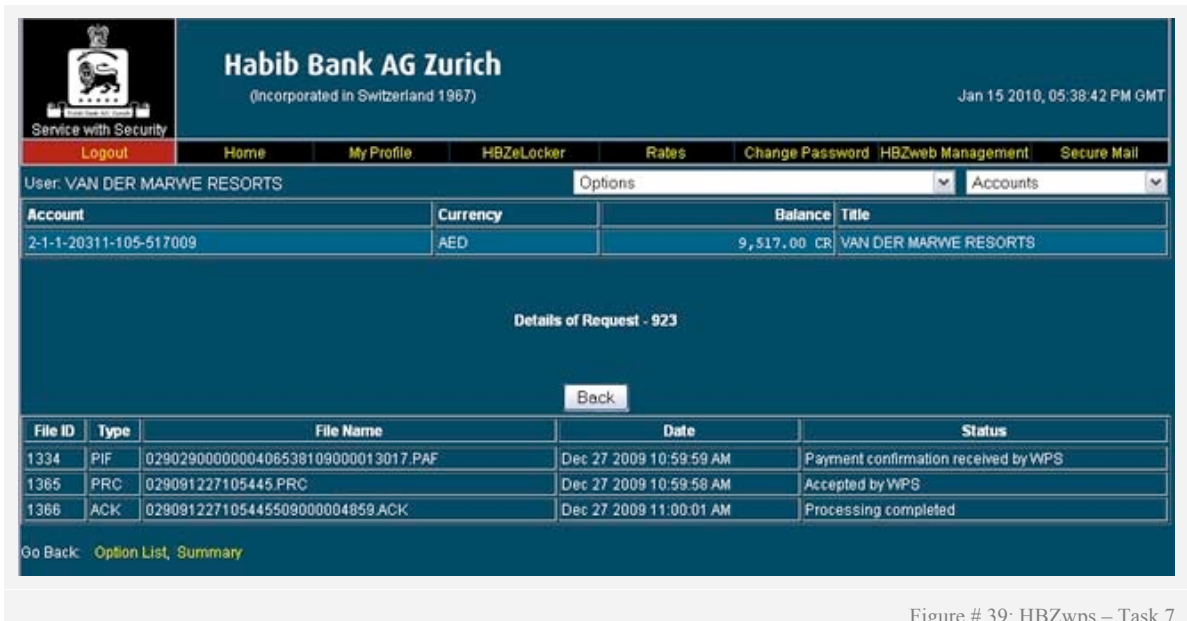 Habib Bank AG Zurich
(Incorporated in Switzerland 1967)
Jan 15 2010, 05:38:42 PM GMT
Service with Security
Logout Home My Profile HBZeLocker Rates Change Password HBZweb Management Secure Mail
User: VAN DER MARWE RESORTS Options Accounts
Account Currency Balance Title
2-1-1-20311-105-517009 AED 9,517.00 CR VAN DER MARWE RESORTS
Details of Request - 923
Back
File ID Type File Name Date Status
1334 PIF 0290290000000406538109000013017.PAF Dec 27 2009 10:59:59 AM Payment confirmation received by WPS
1365 PRC 029091227105445.PRC Dec 27 2009 10:59:58 AM Accepted by WPS
1366 ACK 029091227105445509000004859.ACK Dec 27 2009 11:00:01 AM Processing completed
Go Back: Option List, Summary
Figure # 39: HBZwps – Task 7